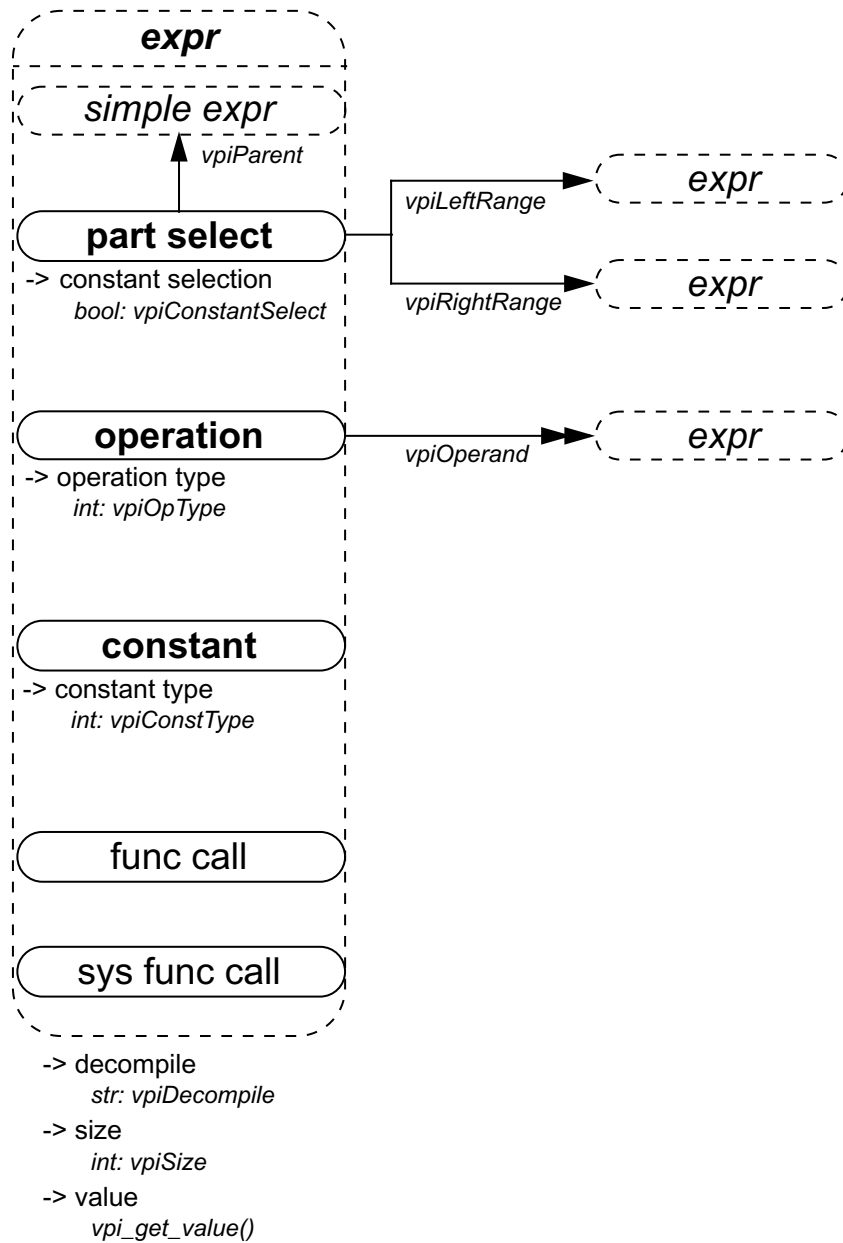 expr
simple expr
vpiParent
part select
vpiLeftRange
expr
-> constant selection
bool: vpiConstantSelect
vpiRightRange
expr
operation
vpiOperand
expr
-> operation type
int: vpiOpType
constant
-> constant type
int: vpiConstType
func call
sys func call
-> decompile
str: vpiDecompile
-> size
int: vpiSize
-> value
vpi_get_value()